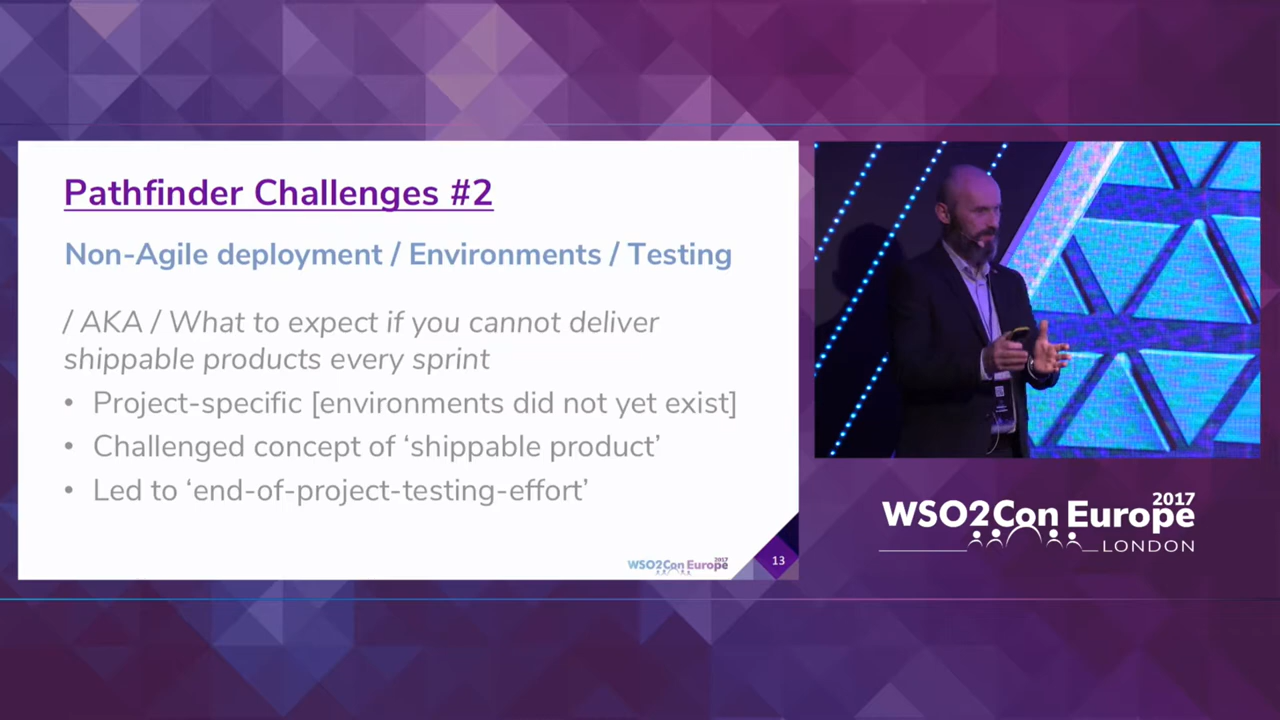 Pathfinder Challenges #2
Non-Agile deployment / Environments / Testing
/ AKA / What to expect if you cannot deliver
shippable products every sprint
• Project-specific [environments did not yet exist]
• Challenged concept of ‘shippable product’
• Led to ‘end-of-project-testing-effort’
WSO2Con Europe 2017
13
WSO2Con Europe 2017
LONDON